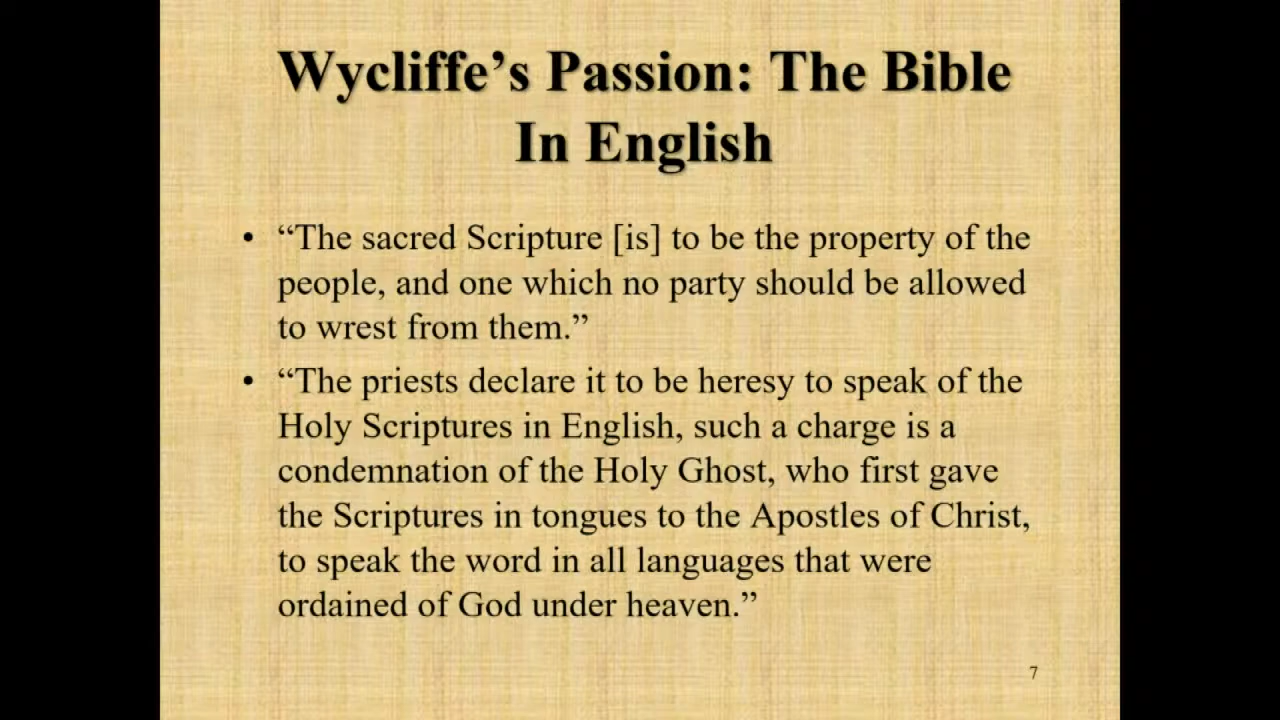 Wycliffe’s Passion: The Bible
In English
• “The sacred Scripture [is] to be the property of the
people, and one which no party should be allowed
to wrest from them.”
• “The priests declare it to be heresy to speak of the
Holy Scriptures in English, such a charge is a
condemnation of the Holy Ghost, who first gave
the Scriptures in tongues to the Apostles of Christ,
to speak the word in all languages that were
ordained of God under heaven.”
7